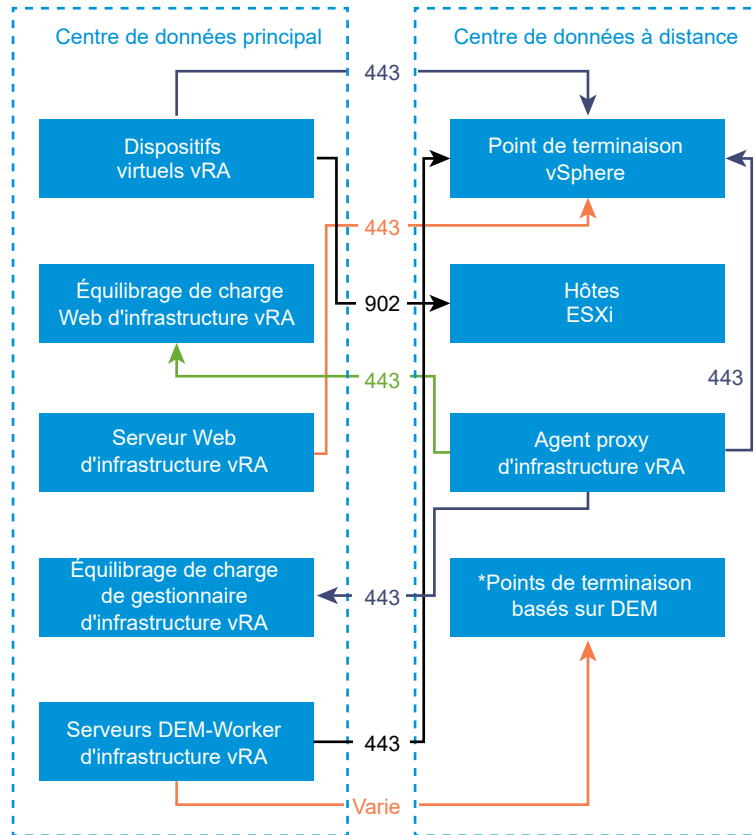 Centre de données principal
Centre de données à distance
443
Dispositifs
virtuels vRA
Point de terminaison
vSphere
443
Équilibrage de charge
Web d'infrastructure vRA
902
Hôtes
ESXi
443
443
Serveur Web
d'infrastructure vRA
Agent proxy
d'infrastructure vRA
Équilibrage de charge
de gestionnaire
d'infrastructure vRA
443
*Points de terminaison
basés sur DEM
Serveurs DEM-Worker
d'infrastructure vRA
443
Varie